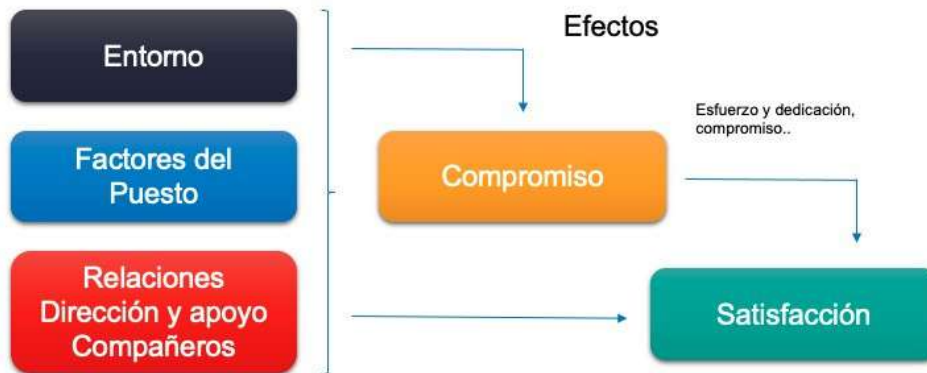 Entorno
Factores del
Puesto
Relaciones
Dirección y apoyo
Compañeros
Efectos
Compromiso
Esfuerzo y dedicación,
compromiso..
Satisfacción